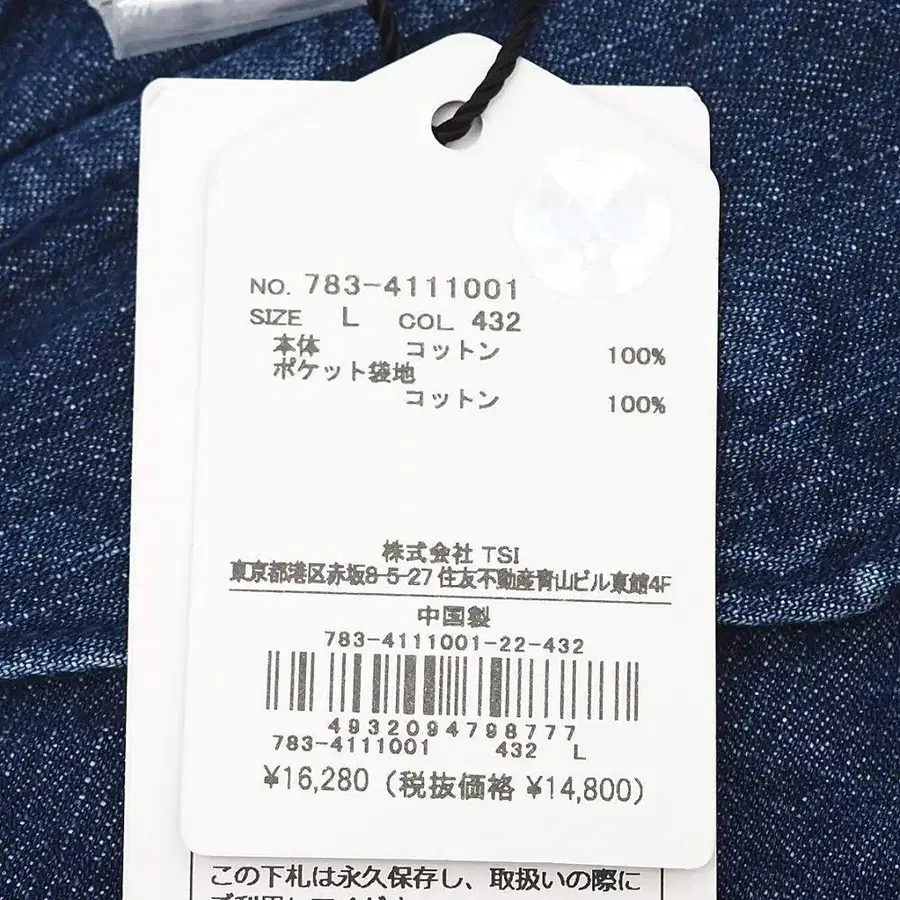 NO. 783-4111001
SIZE L COL 432
本体 コットン 100%
ポケット袋地
コットン 100%
株式会社 TSI
東京都港区赤坂8-5-27 住友不動産青山ビル東館4F
中国製
783-4111001-22-432
4932094798777
783-4111001 432 L
¥16,280 (税抜価格 ¥14,800)
この下札は永久保存し、取扱いの際に